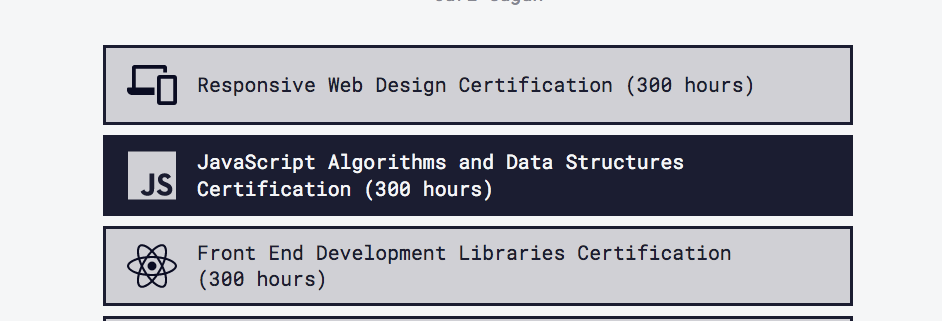 Responsive Web Design Certification (300 hours)
JS
JavaScript Algorithms and Data Structures
Certification (300 hours)
Front End Development Libraries Certification
(300 hours)